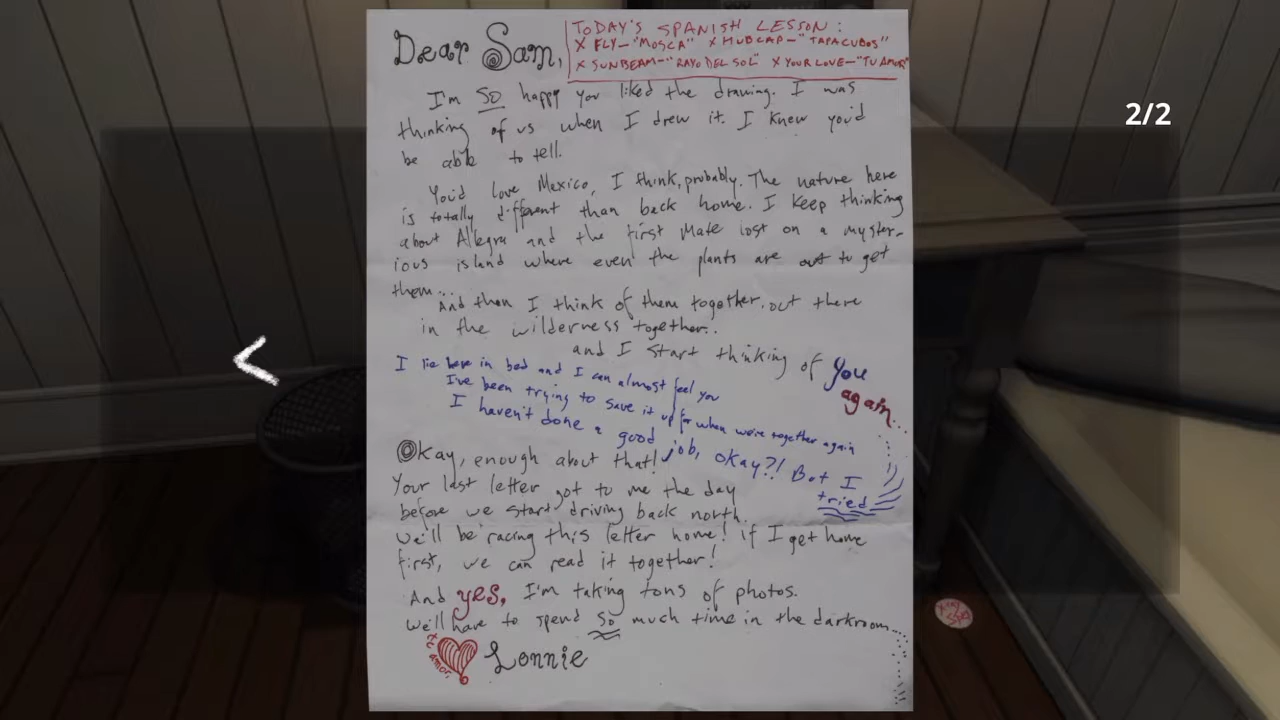 Dear Sam,
TODAY'S SPANISH LESSON:
x FLY—"MOSCA" x HUBCAP—"TAPACUBOS"
x SUNBEAM—"RAYO DEL SOL" x YOUR LOVE—"TU AMOR"
2/2
I'm SO happy you liked the drawing. I was
thinking of us when I drew it. I knew you'd
be able to tell.
You'd love Mexico, I think, probably. The nature here
is totally different than back home. I keep thinking
about Allegra and the First Mate lost on a myster-
ious island where even the plants are out to get
them...
And then I think of them together, out there
in the wilderness together..
and I start thinking of you
again...
I lie here in bed and I can almost feel you
I've been trying to save it up for when we're together again
I haven't done a good job, okay?! But I
tried
Okay, enough about that!
Your last letter got to me the day
before we start driving back north.
We'll be racing this letter home! if I get home
first, we can read it together!
And yes, I'm taking tons of photos.
We'll have to spend so much time in the darkroom...
Lonnie